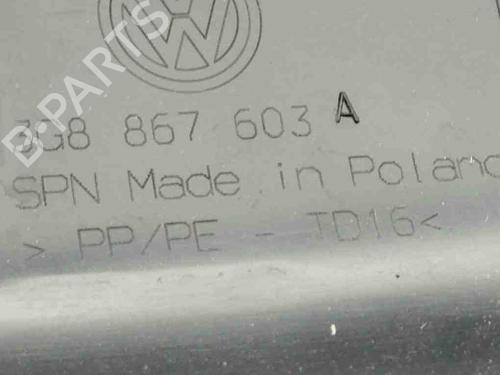 B-PARTS
3G8 867 603 A
SPN Made in Poland
> PP/PE - TD16<